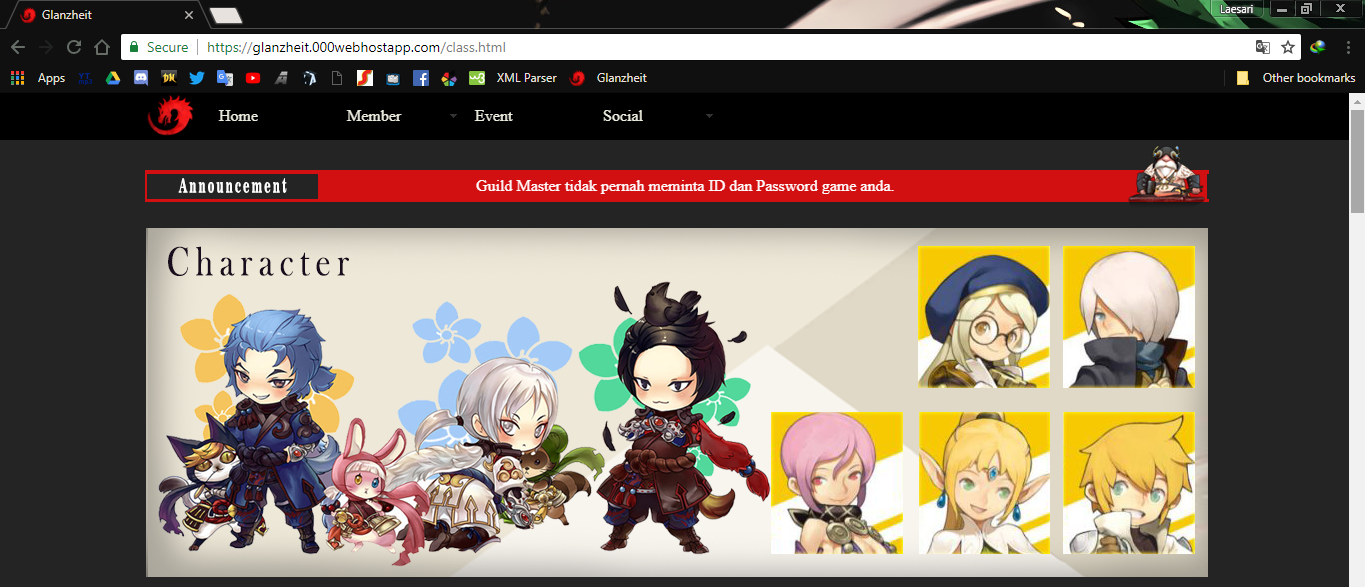 Glanzheit
Laesari
Secure
https://glanzheit.000webhostapp.com/class.html
Apps
XML Parser
Glanzheit
Other bookmarks
Home
Member
Event
Social
Announcement
Guild Master tidak pernah meminta ID dan Password game anda.
Character